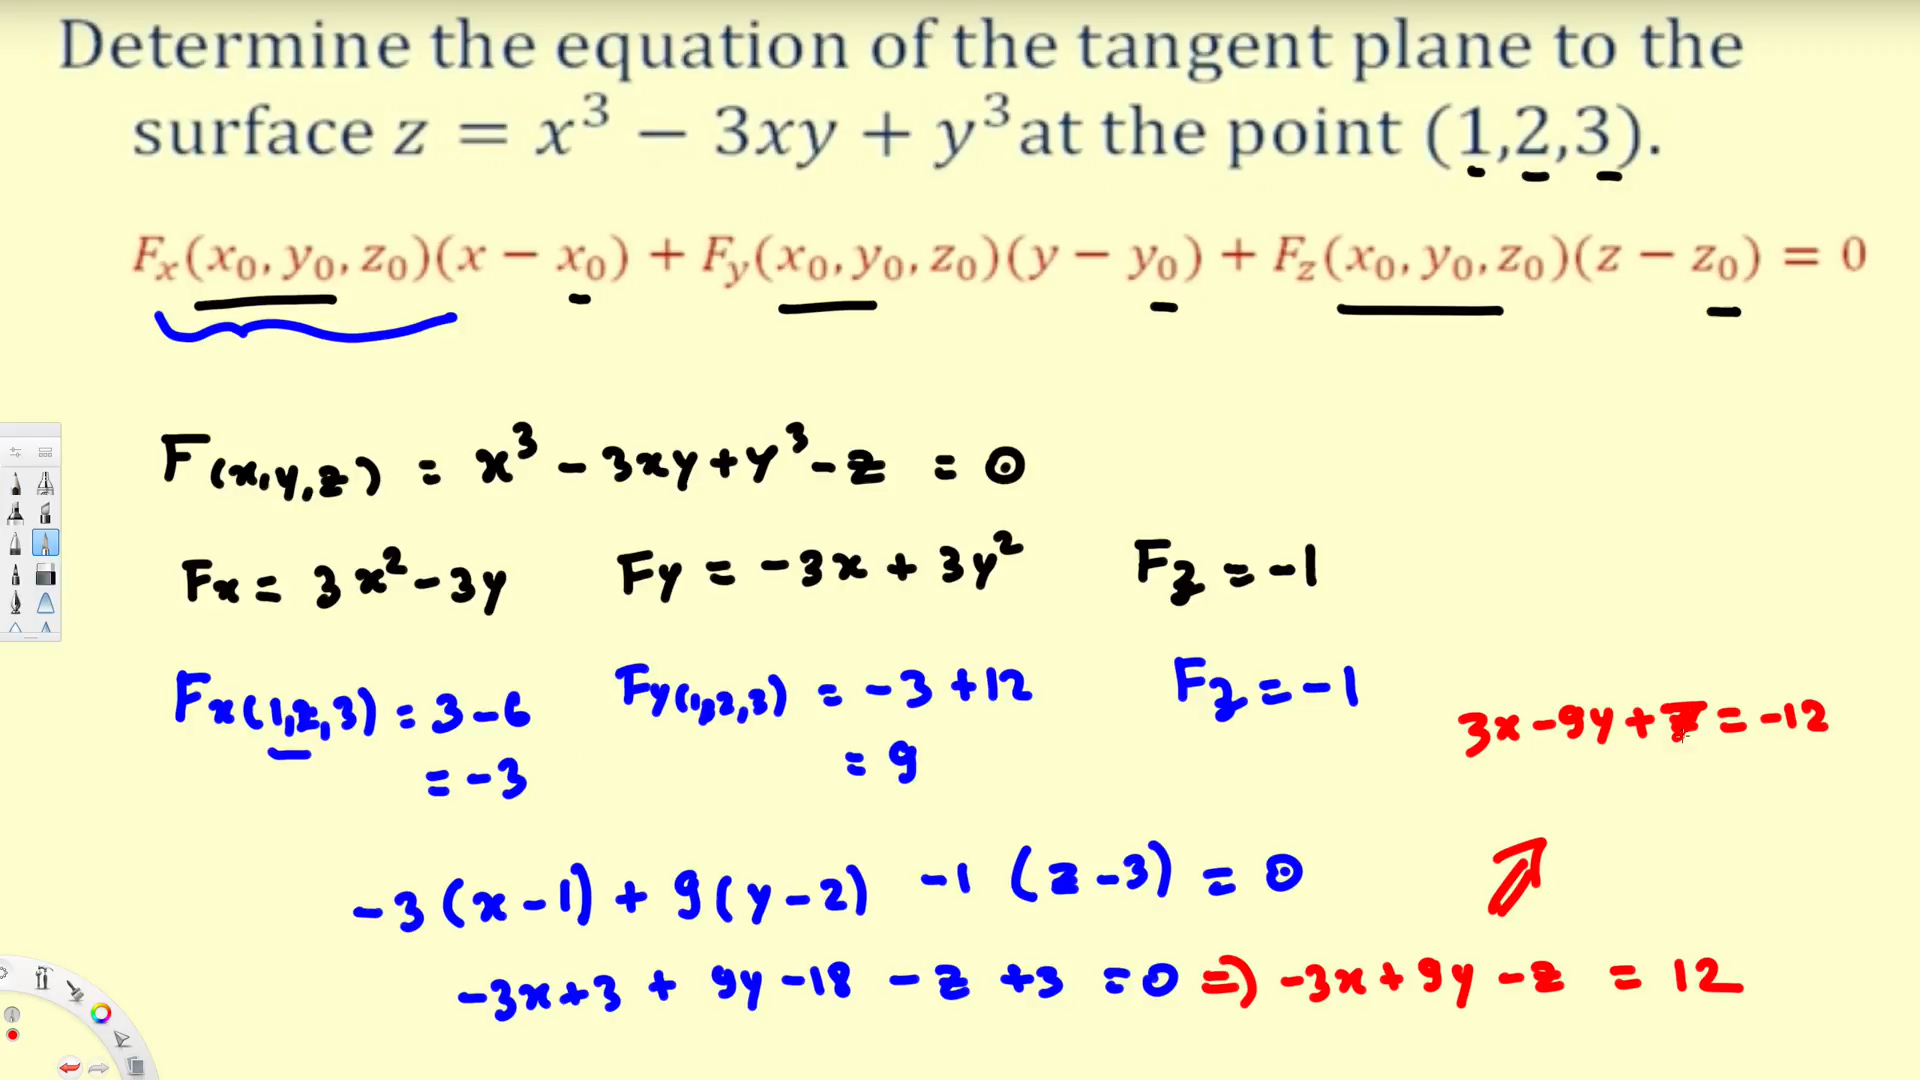 Determine the equation of the tangent plane to the
surface z = x³ − 3xy + y³ at the point (1,2,3).
Fₓ(x₀, y₀, z₀)(x − x₀) + Fᵧ(x₀, y₀, z₀)(y − y₀) + F_z(x₀, y₀, z₀)(z − z₀) = 0
F(x,y,z) = x³ − 3xy + y³ − z = 0
Fx = 3x² − 3y Fy = −3x + 3y² Fz = −1
Fx(1,2,3) = 3 − 6 Fy(1,2,3) = −3 + 12 Fz = −1
= −3 = 9
3x − 9y + z = −12
−3(x − 1) + 9(y − 2) −1 (z − 3) = 0
−3x + 3 + 9y − 18 − z + 3 = 0 ⇒ −3x + 9y − z = 12